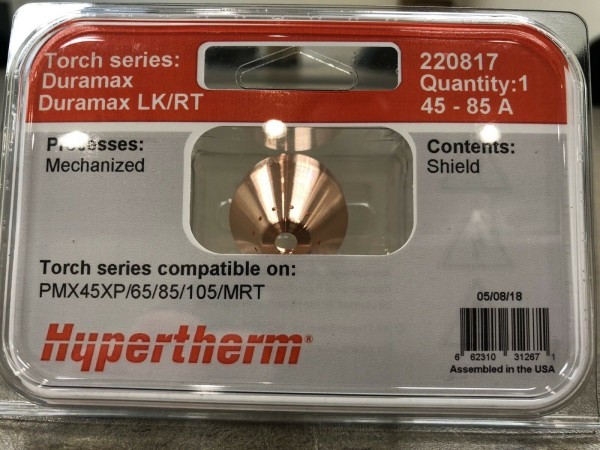 Torch series:
Duramax
Duramax LK/RT
220817
Quantity:1
45 - 85 A
Processes:
Mechanized
Contents:
Shield
Torch series compatible on:
PMX45XP/65/85/105/MRT
Hypertherm®
05/08/18
6 62310 31267 1
Assembled in the USA